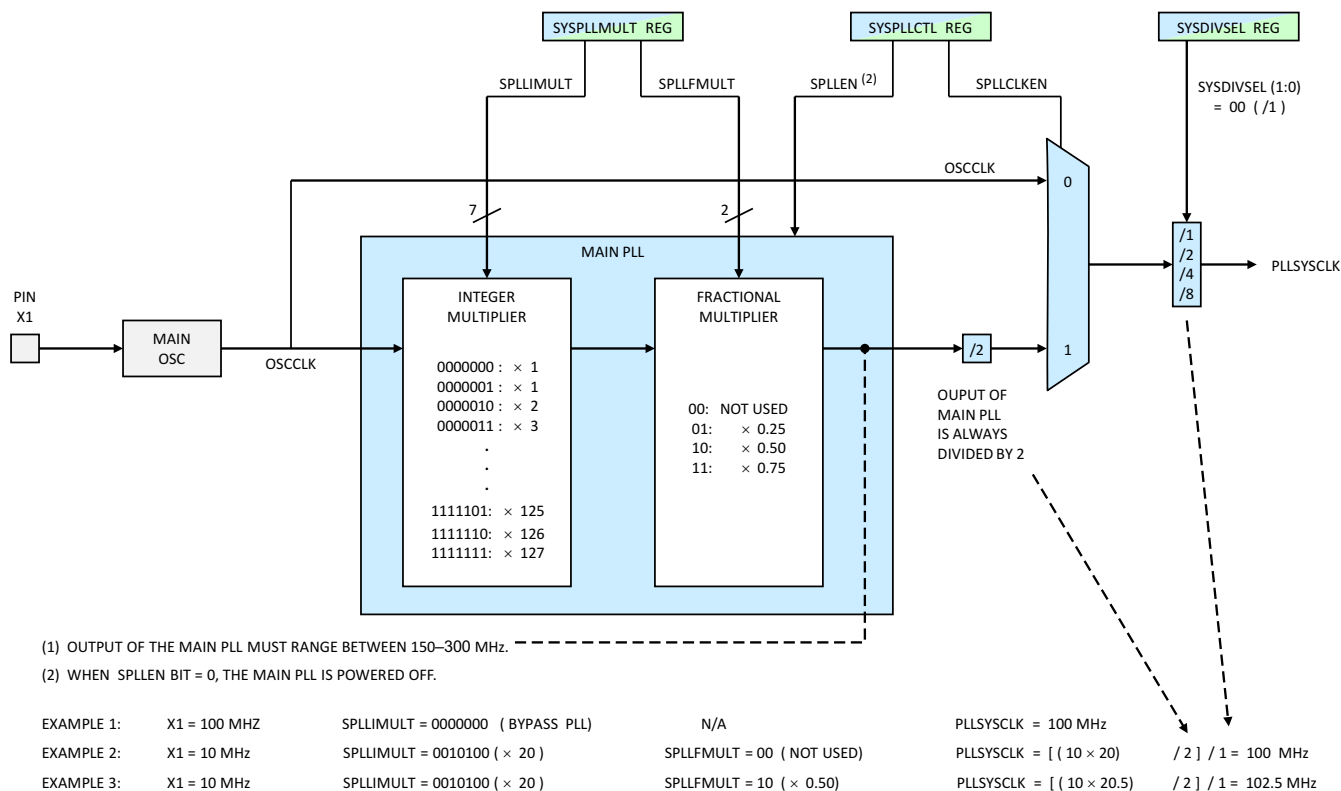 SYSPLLMULT REG
SYSPLLCTL REG
SYSDIVSEL REG
SPLLIMULT
SPLLFMULT
SPLLEN (2)
SPLLCLKEN
SYSDIVSEL (1:0)
= 00 ( /1 )
OSCCLK
0
7
2
MAIN PLL
/1
/2
/4
/8
PLLSYSCLK
PIN
X1
MAIN
OSC
OSCCLK
INTEGER
MULTIPLIER
0000000 : × 1
0000001 : × 1
0000010 : × 2
0000011 : × 3
.
.
.
1111101: × 125
1111110: × 126
1111111: × 127
FRACTIONAL
MULTIPLIER
00: NOT USED
01: × 0.25
10: × 0.50
11: × 0.75
/2
1
OUPUT OF
MAIN PLL
IS ALWAYS
DIVIDED BY 2
(1) OUTPUT OF THE MAIN PLL MUST RANGE BETWEEN 150–300 MHz.
(2) WHEN SPLLEN BIT = 0, THE MAIN PLL IS POWERED OFF.
EXAMPLE 1: X1 = 100 MHZ SPLLIMULT = 0000000 ( BYPASS PLL) N/A PLLSYSCLK = 100 MHz
EXAMPLE 2: X1 = 10 MHz SPLLIMULT = 0010100 ( × 20 ) SPLLFMULT = 00 ( NOT USED) PLLSYSCLK = [ ( 10 × 20) / 2 ] / 1 = 100 MHz
EXAMPLE 3: X1 = 10 MHz SPLLIMULT = 0010100 ( × 20 ) SPLLFMULT = 10 ( × 0.50) PLLSYSCLK = [ ( 10 × 20.5) / 2 ] / 1 = 102.5 MHz